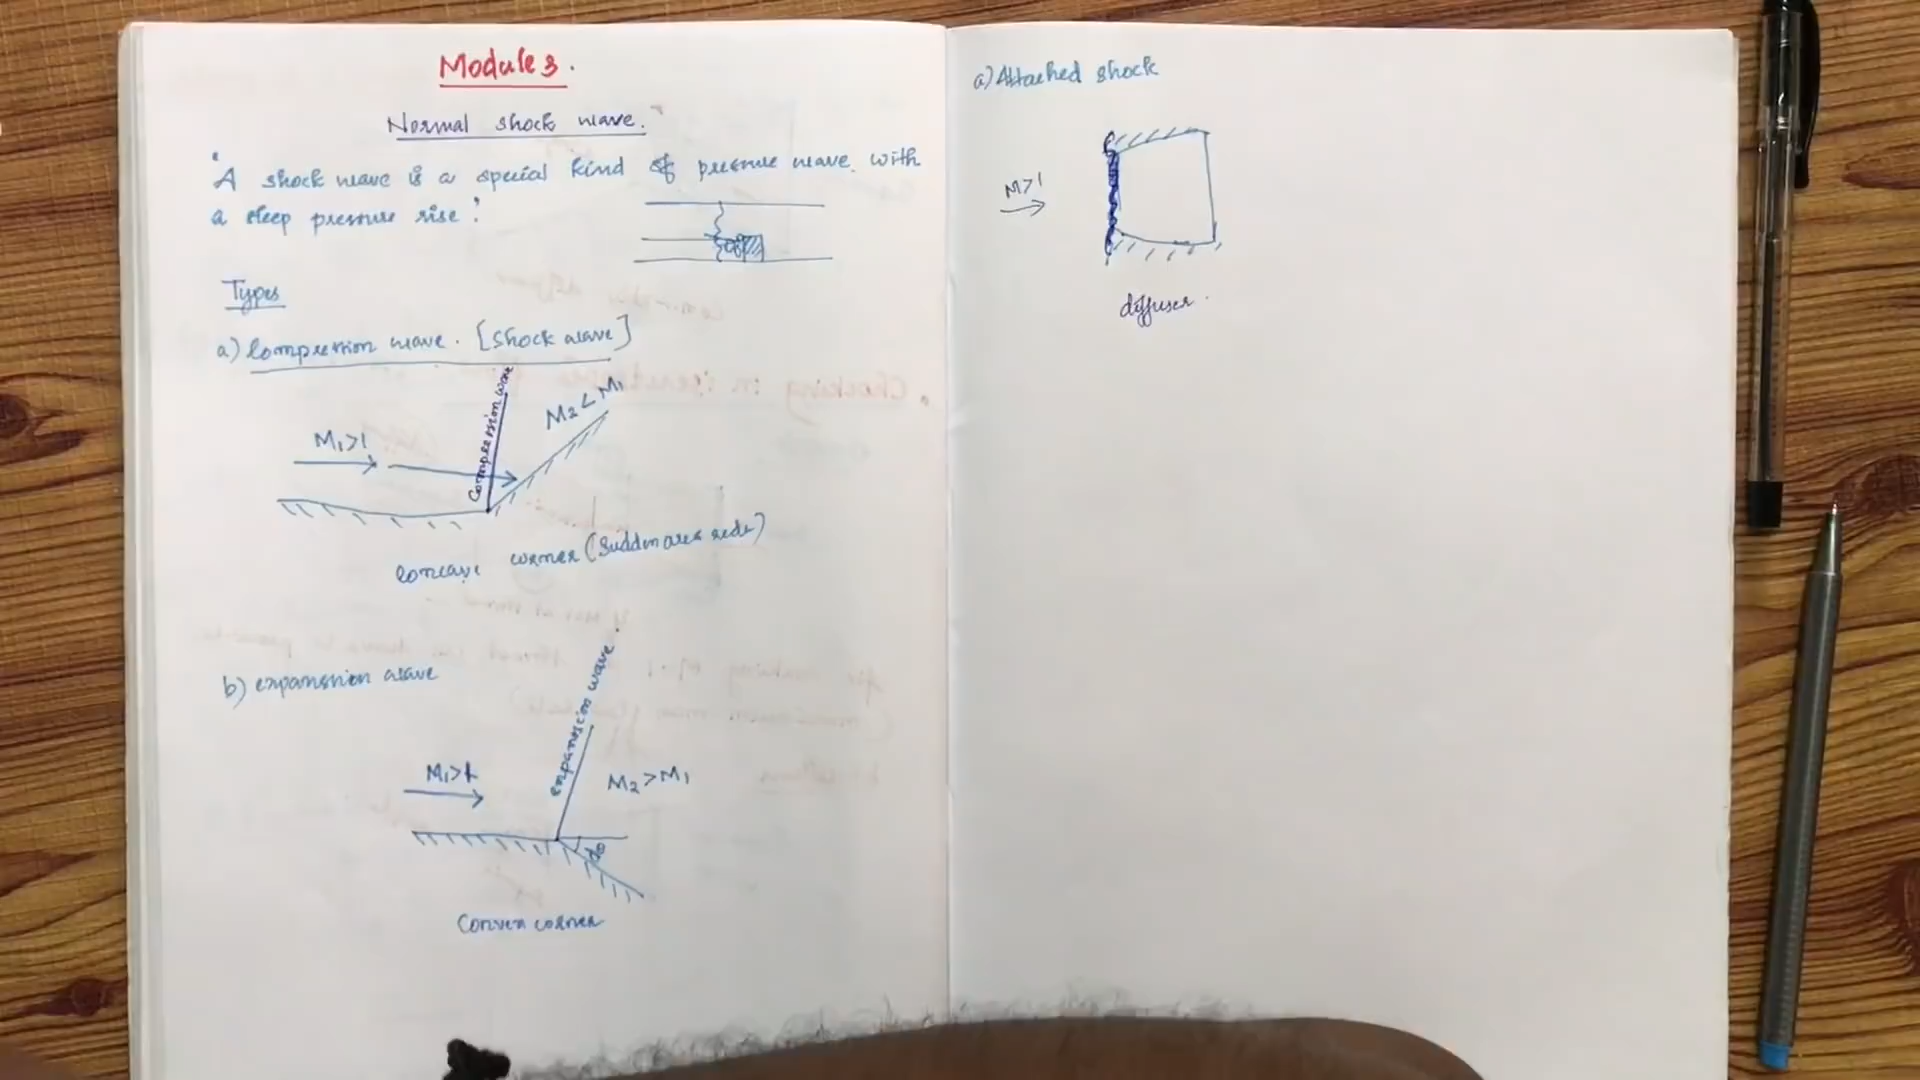 Module 3.
Normal shock wave.
"A shock wave is a special kind of pressure wave with
a steep pressure rise."
Types
a) Compression wave. [Shock wave]
Compression wave
M2 < M1
M1>1
Concave corner (Sudden area redn)
b) expansion wave
expansion wave
M1>1
M2 >M1
Convex corner
a) Attached shock
M>1
diffuser.